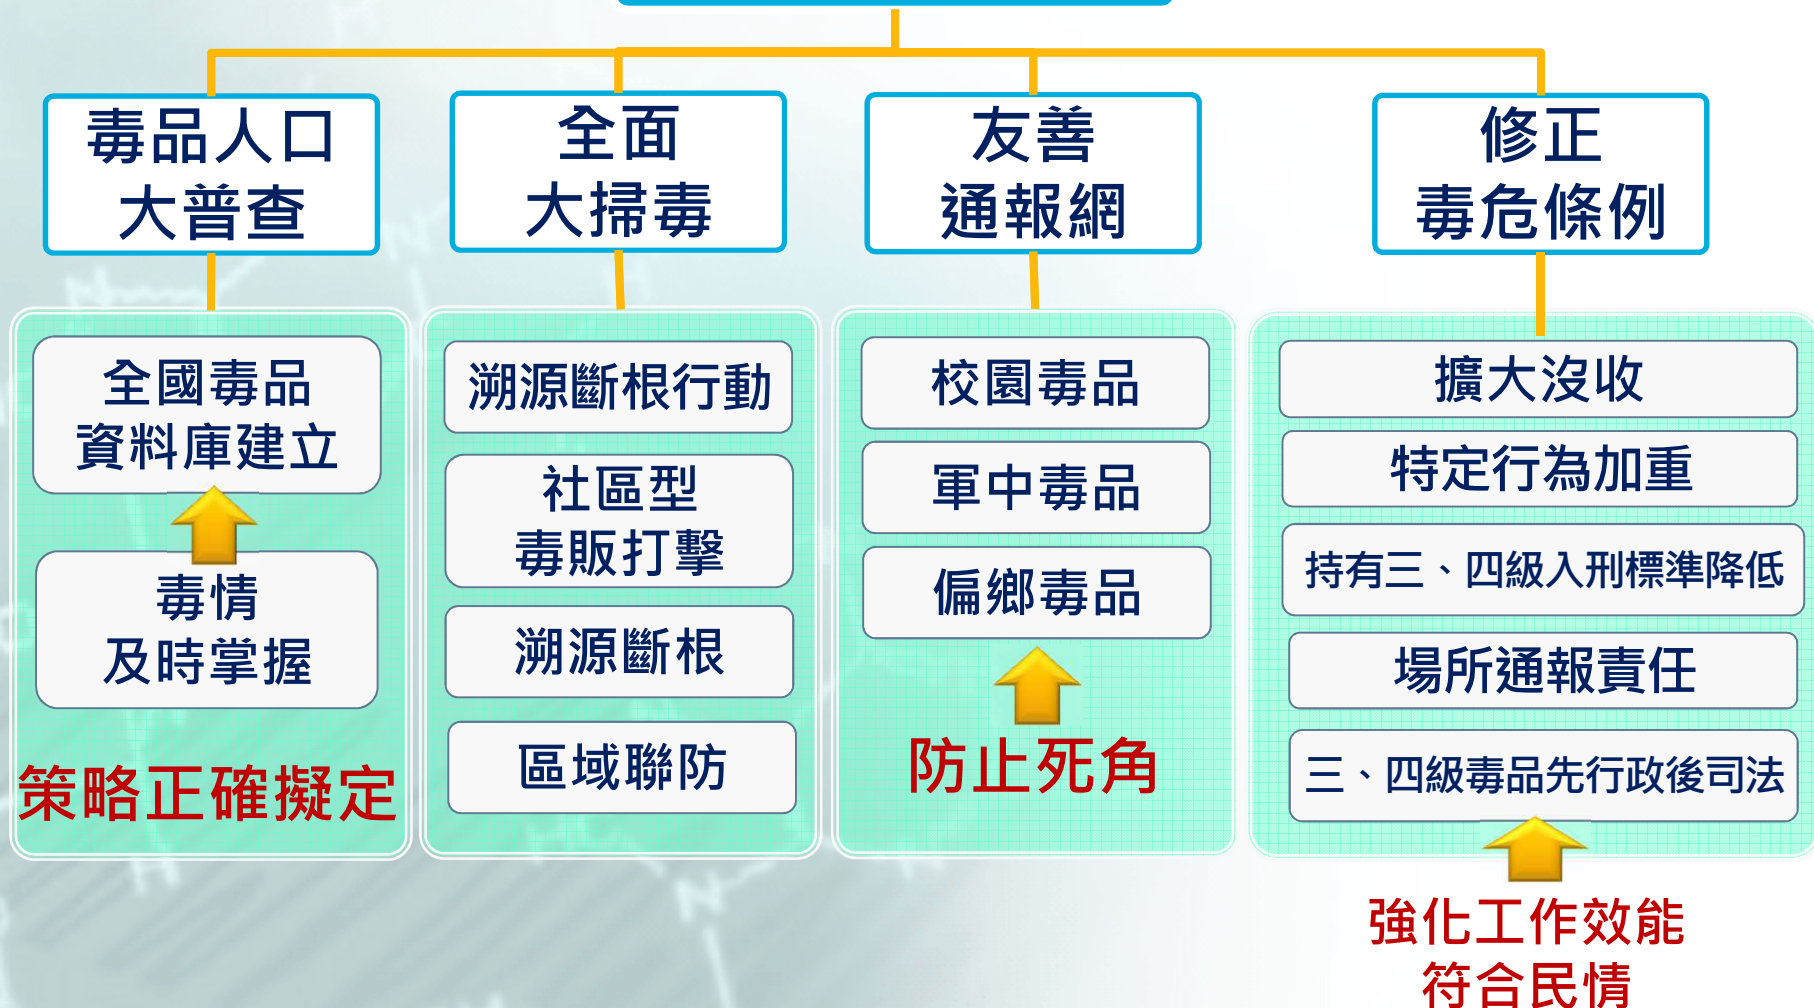 毒品人口
大普查
全國毒品
資料庫建立
毒情
及時掌握
策略正確擬定
全面
大掃毒
溯源斷根行動
社區型
毒販打擊
溯源斷根
區域聯防
友善
通報網
校園毒品
軍中毒品
偏鄉毒品
防止死角
修正
毒危條例
擴大沒收
特定行為加重
持有三、四級入刑標準降低
場所通報責任
三、四級毒品先行政後司法
強化工作效能
符合民情